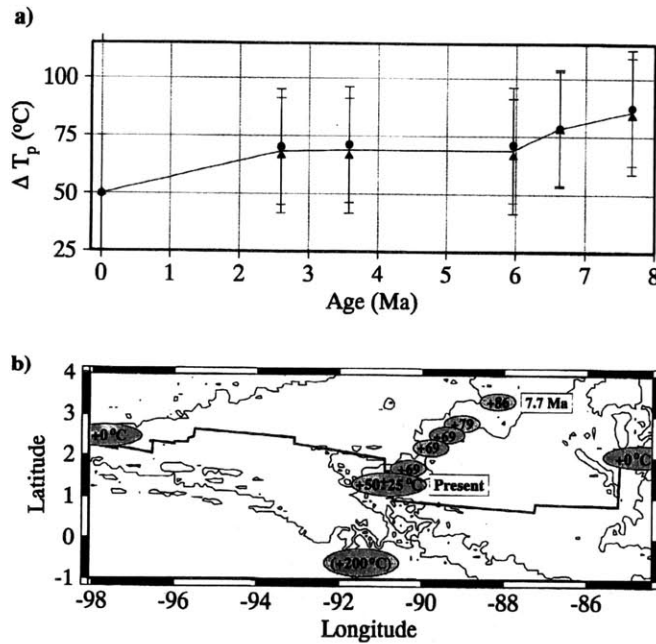 a)
100
75
50
25
Δ Tp (°C)
0 1 2 3 4 5 6 7 8
Age (Ma)
b)
4
3
2
1
0
-1
Latitude
+86 7.7 Ma
+79
+69
+69
+69
+0°C
+0°C
+50±25°C Present
(+200°C)
-98 -96 -94 -92 -90 -88 -86
Longitude